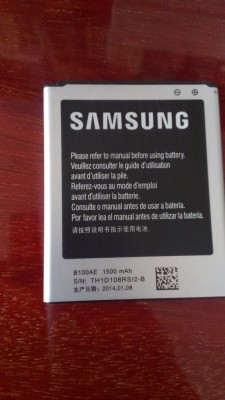 SAMSUNG
Please refer to manual before using battery.
Veuillez consulter le guide d'utilisation
avant d'utiliser la pile.
Referez-vous au mode d'emploi
avant d'utiliser la batterie.
Consulte o manual antes de usar a bateria.
Por favor lea el manual antes de utilizar la batería.
请按照说明书指示使用电池.
B100AE 1500 mAh
S/N: TH1D108RS/2-B
生产日期: 2014.01.06